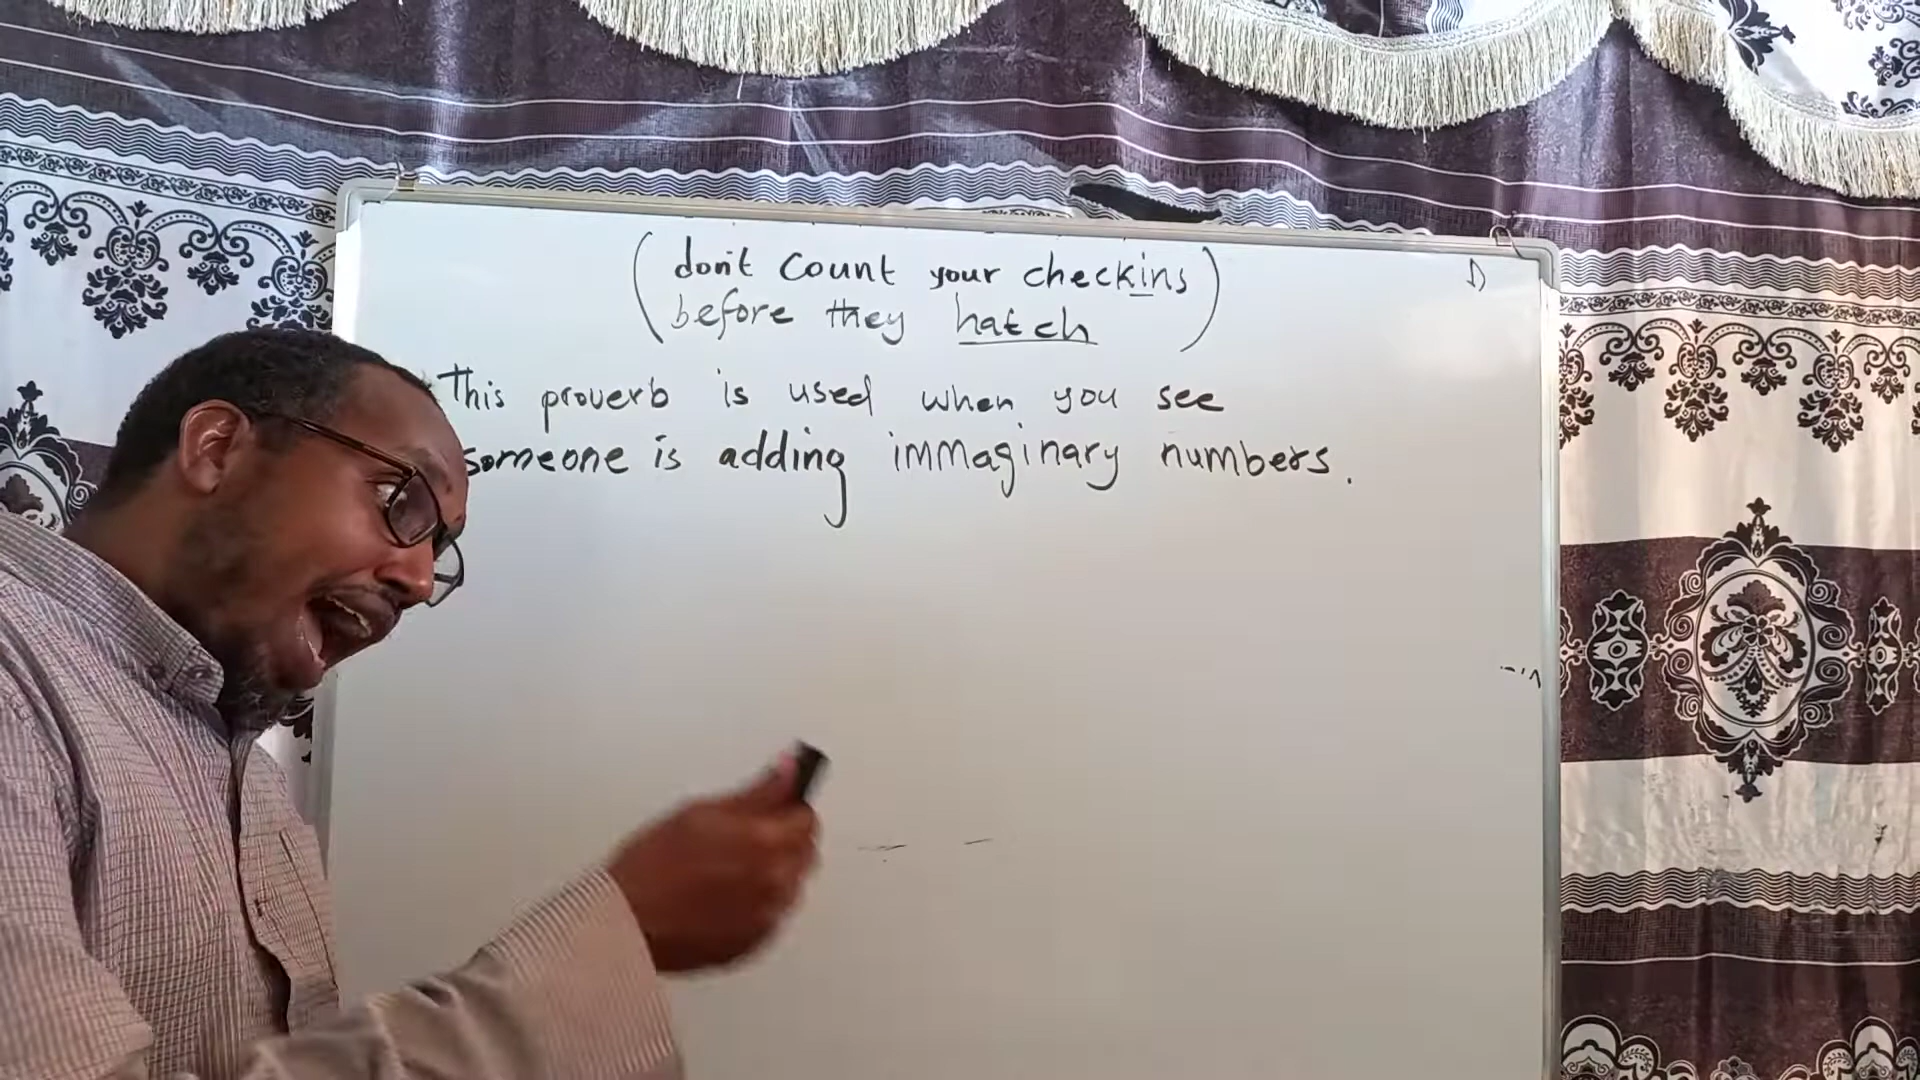 (don't count your checkins
before they hatch)
This proverb is used when you see
someone is adding immaginary numbers.